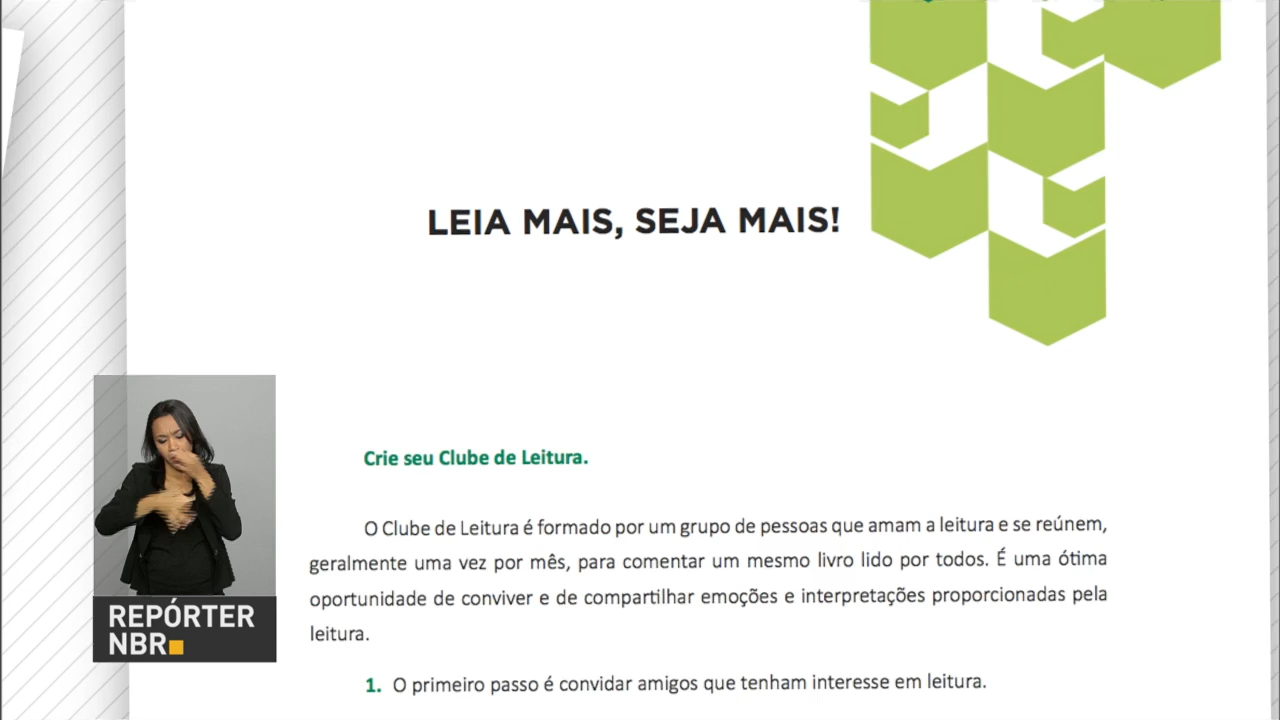 LEIA MAIS, SEJA MAIS!
Crie seu Clube de Leitura.
O Clube de Leitura é formado por um grupo de pessoas que amam a leitura e se reúnem,
geralmente uma vez por mês, para comentar um mesmo livro lido por todos. É uma ótima
oportunidade de conviver e de compartilhar emoções e interpretações proporcionadas pela
leitura.
1. O primeiro passo é convidar amigos que tenham interesse em leitura.
REPÓRTER
NBR